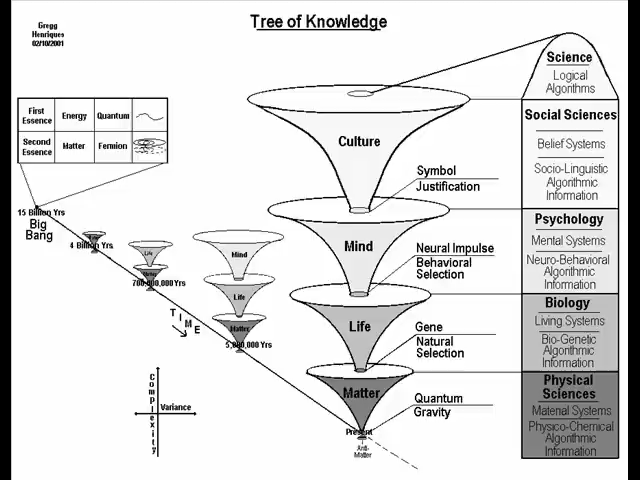 Gregg
Henriques
02/10/2001
Tree of Knowledge
First
Essence
Energy
Quantum
Second
Essence
Matter
Fermion
15 Billion Yrs
Big
Bang
4 Billion Yrs
Life
Matter
700,000,000 Yrs
Mind
Life
Matter
5,000,000 Yrs
TIME
Complexity
Variance
Culture
Symbol
Justification
Mind
Neural Impulse
Behavioral
Selection
Life
Gene
Natural
Selection
Matter
Quantum
Gravity
Present
Anti-
Matter
Science
Logical
Algorithms
Social Sciences
Belief Systems
Socio-Linguistic
Algorithmic
Information
Psychology
Mental Systems
Neuro-Behavioral
Algorithmic
Information
Biology
Living Systems
Bio-Genetic
Algorithmic
Information
Physical
Sciences
Material Systems
Physico-Chemical
Algorithmic
Information